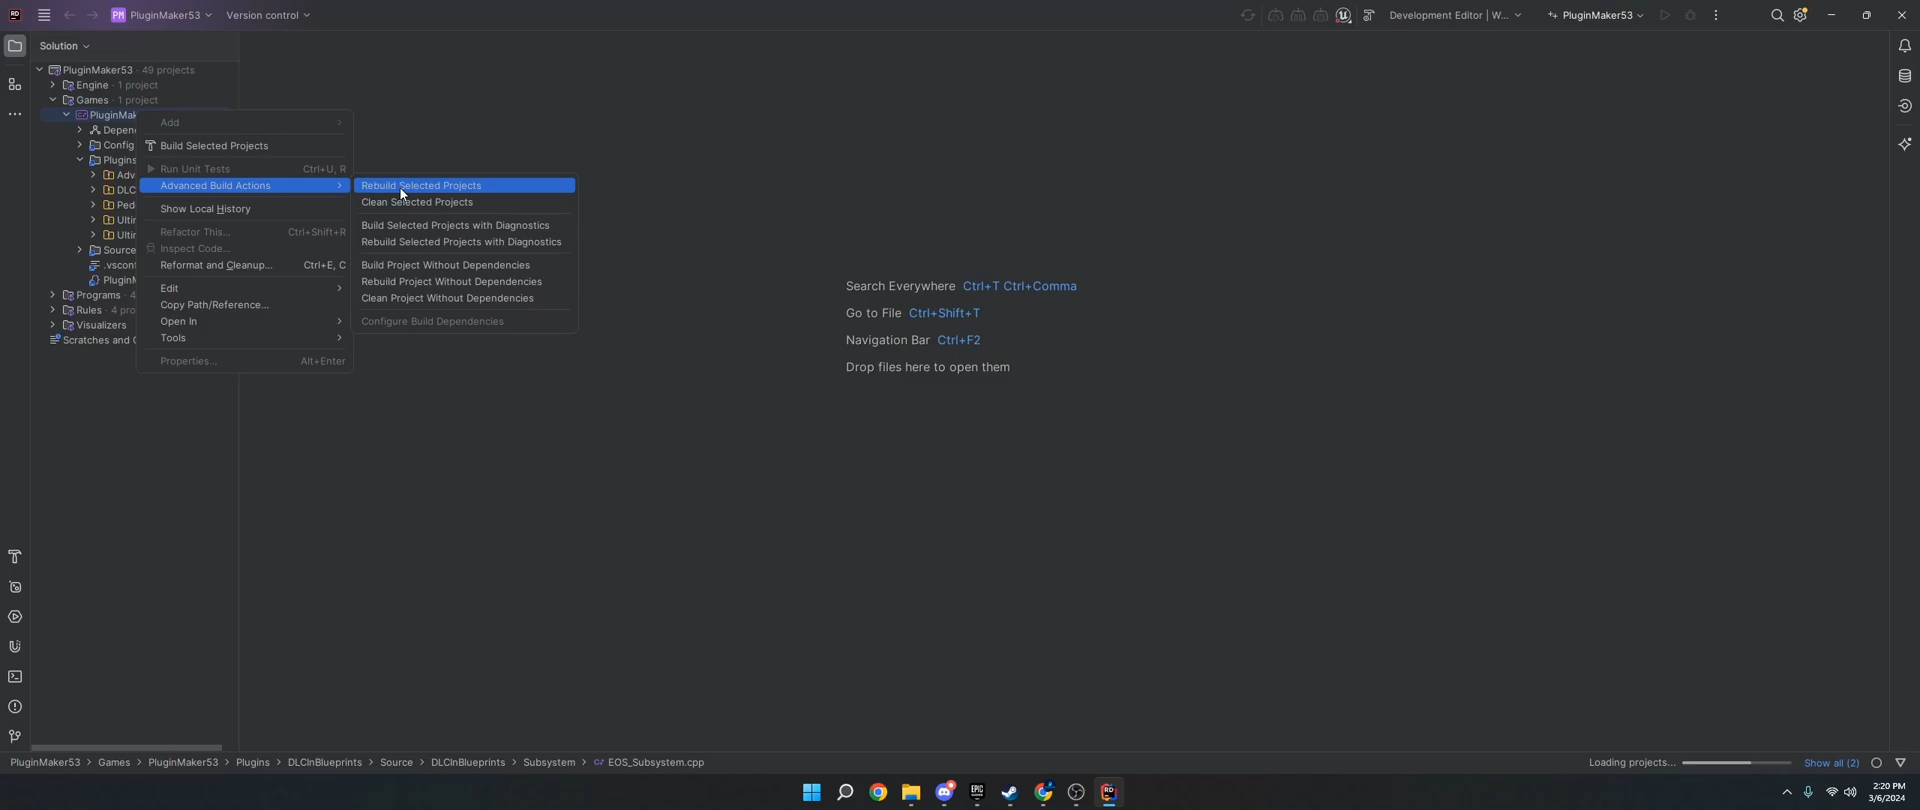 RD
PM PluginMaker53
Version control
Development Editor | W...
PluginMaker53
Solution
PluginMaker53 · 49 projects
Engine · 1 project
Games · 1 project
PluginMak
Depen
Config
Plugins
Adv
DLC
Ped
Ultir
Ultir
Source
.vsconf
PluginM
Programs · 4
Rules · 4 pro
Visualizers
Scratches and C
Add
Build Selected Projects
Run Unit Tests Ctrl+U, R
Advanced Build Actions
Show Local History
Refactor This... Ctrl+Shift+R
Inspect Code...
Reformat and Cleanup... Ctrl+E, C
Edit
Copy Path/Reference...
Open In
Tools
Properties... Alt+Enter
Rebuild Selected Projects
Clean Selected Projects
Build Selected Projects with Diagnostics
Rebuild Selected Projects with Diagnostics
Build Project Without Dependencies
Rebuild Project Without Dependencies
Clean Project Without Dependencies
Configure Build Dependencies
Search Everywhere Ctrl+T Ctrl+Comma
Go to File Ctrl+Shift+T
Navigation Bar Ctrl+F2
Drop files here to open them
PluginMaker53 > Games > PluginMaker53 > Plugins > DLCInBlueprints > Source > DLCInBlueprints > Subsystem > EOS_Subsystem.cpp
Loading projects...
Show all (2)
EPIC
RD
2:20 PM
3/6/2024